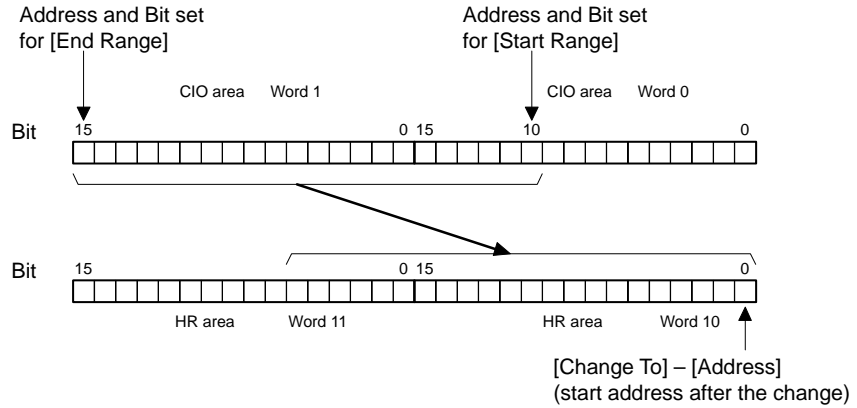 Address and Bit set
for [End Range]
Address and Bit set
for [Start Range]
CIO area Word 1
CIO area Word 0
Bit
15 0 15 10 0
Bit
15 0 15 0
HR area Word 11
HR area Word 10
[Change To] – [Address]
(start address after the change)